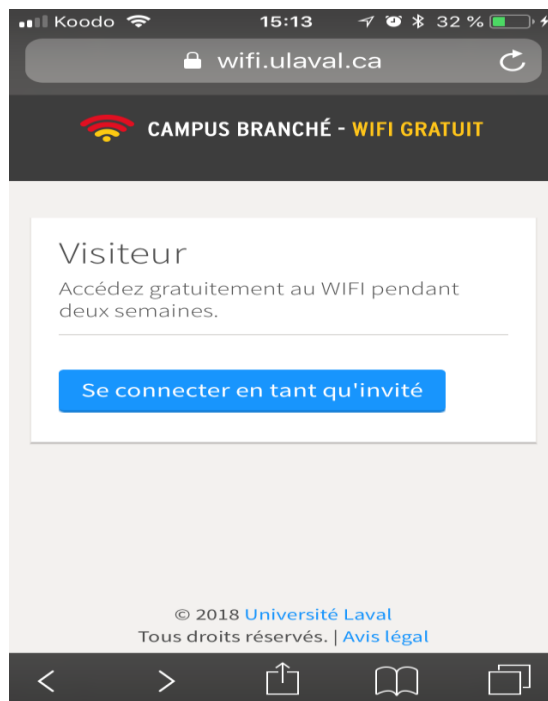 Koodo 15:13 32 %
wifi.ulaval.ca
CAMPUS BRANCHÉ - WIFI GRATUIT
Visiteur
Accédez gratuitement au WIFI pendant
deux semaines.
Se connecter en tant qu'invité
© 2018 Université Laval
Tous droits réservés. | Avis légal